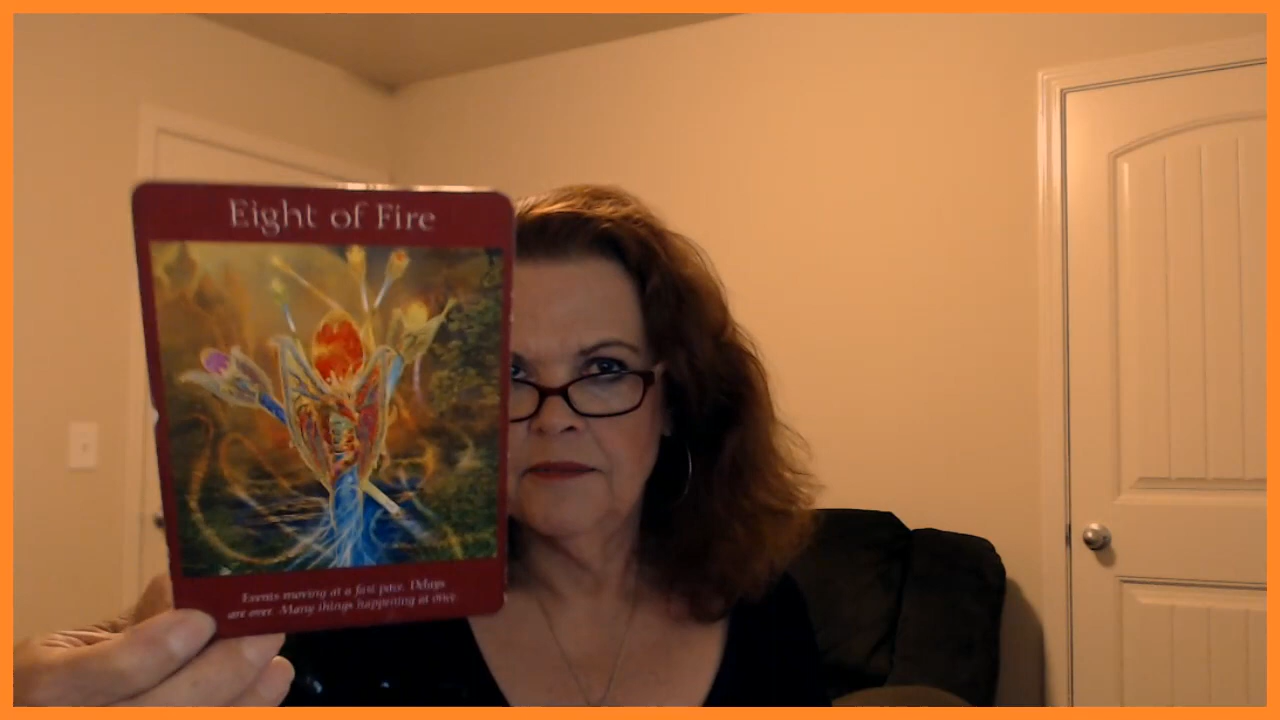 Eight of Fire
Events moving at a fast pace. Delays
are over. Many things happening at once.